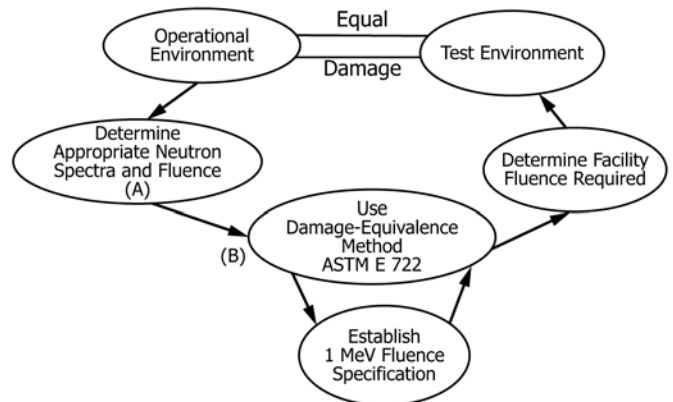 Operational
Environment
Equal
Damage
Test Environment
Determine
Appropriate Neutron
Spectra and Fluence
(A)
Determine Facility
Fluence Required
(B)
Use
Damage-Equivalence
Method
ASTM E 722
Establish
1 MeV Fluence
Specification